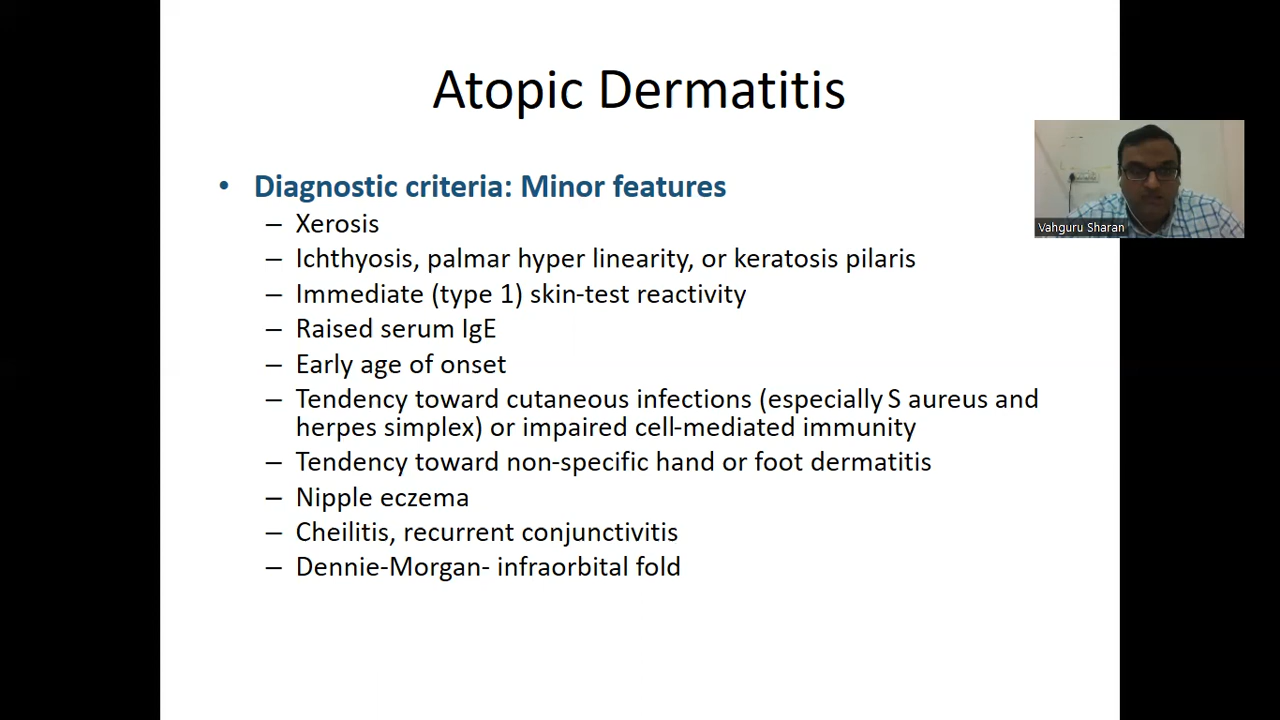 Atopic Dermatitis
• Diagnostic criteria: Minor features
– Xerosis
– Ichthyosis, palmar hyper linearity, or keratosis pilaris
– Immediate (type 1) skin-test reactivity
– Raised serum IgE
– Early age of onset
– Tendency toward cutaneous infections (especially S aureus and
herpes simplex) or impaired cell-mediated immunity
– Tendency toward non-specific hand or foot dermatitis
– Nipple eczema
– Cheilitis, recurrent conjunctivitis
– Dennie-Morgan- infraorbital fold
Vahguru Sharan